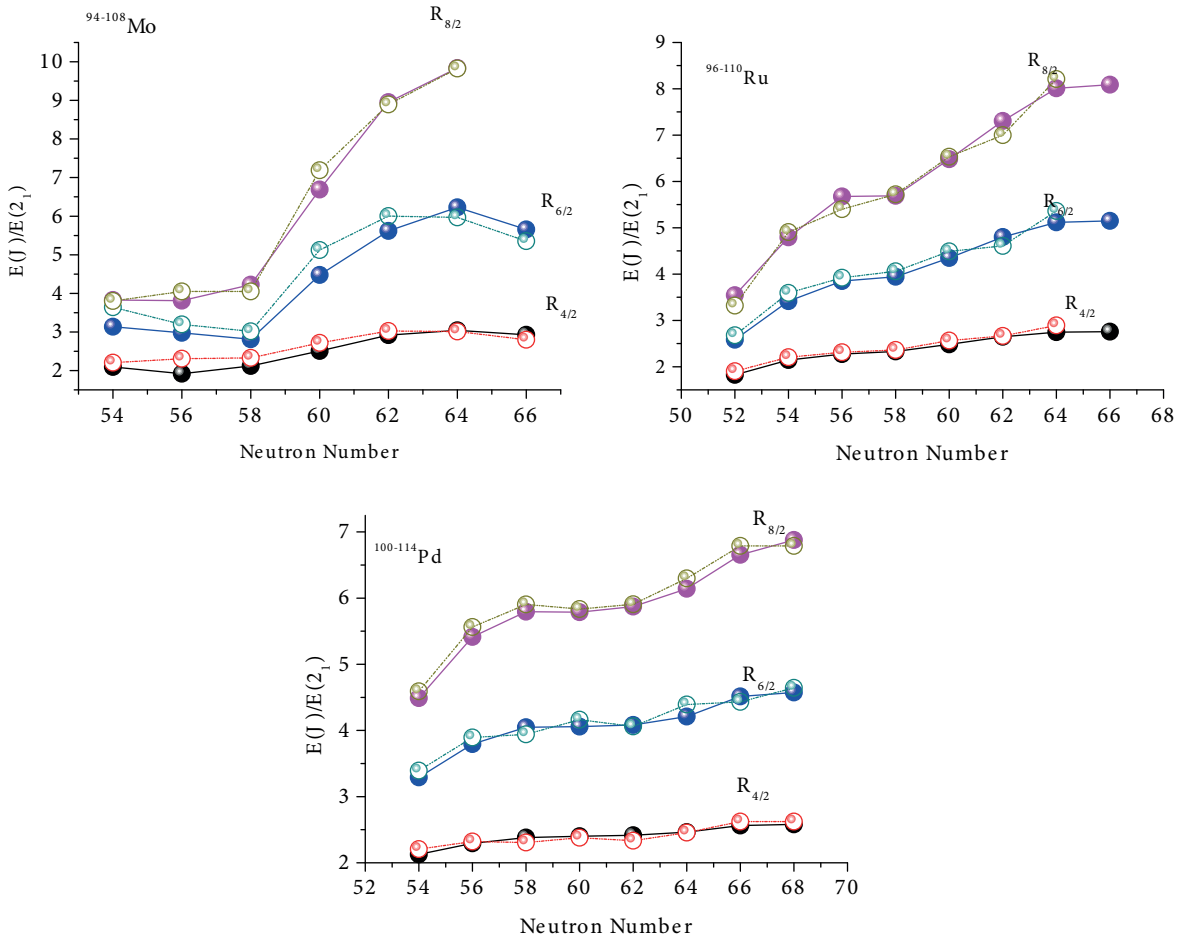 94-108Mo
R8/2
10
9
8
7
6
5
4
3
2
E(J)/E(2₁)
R6/2
R4/2
54 56 58 60 62 64 66
Neutron Number
96-110Ru
R8/2
9
8
7
6
5
4
3
2
E(J)/E(2₁)
R6/2
R4/2
50 52 54 56 58 60 62 64 66 68
Neutron Number
100-114Pd
R8/2
7
6
5
4
3
2
E(J)/E(2₁)
R6/2
R4/2
52 54 56 58 60 62 64 66 68 70
Neutron Number